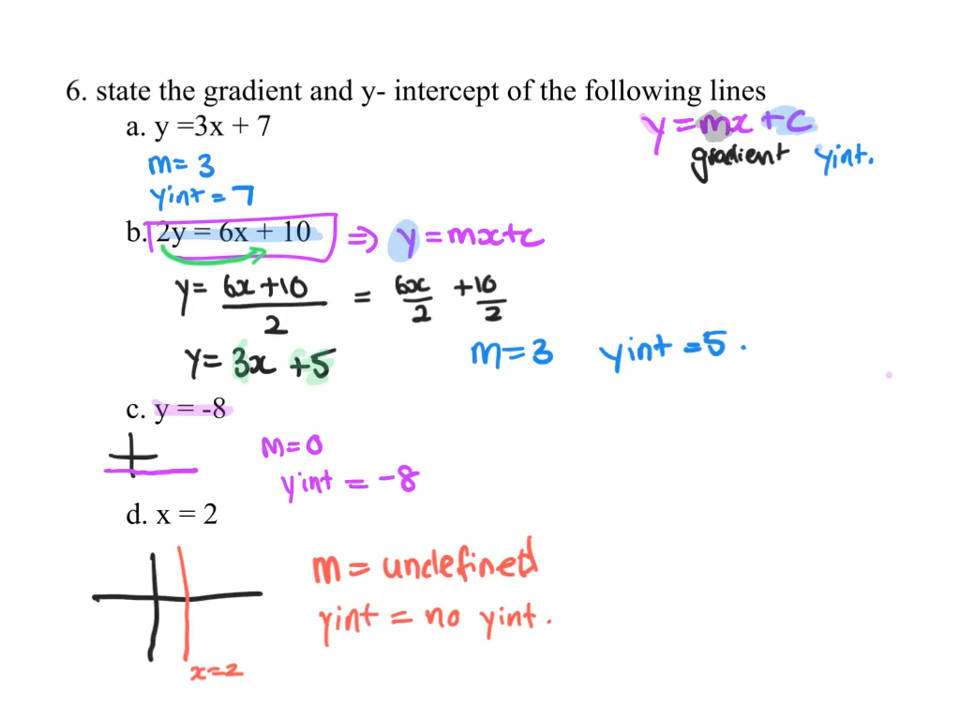 6. state the gradient and y- intercept of the following lines
a. y =3x + 7
y = mx + c
gradient yint.
m = 3
yint = 7
b. 2y = 6x + 10 ⇒ y = mx + c
y = 6x + 10 / 2 = 6x/2 + 10/2
y = 3x + 5
m = 3 yint = 5.
c. y = -8
m = 0
yint = -8
d. x = 2
m = undefined
yint = no yint.
x = 2